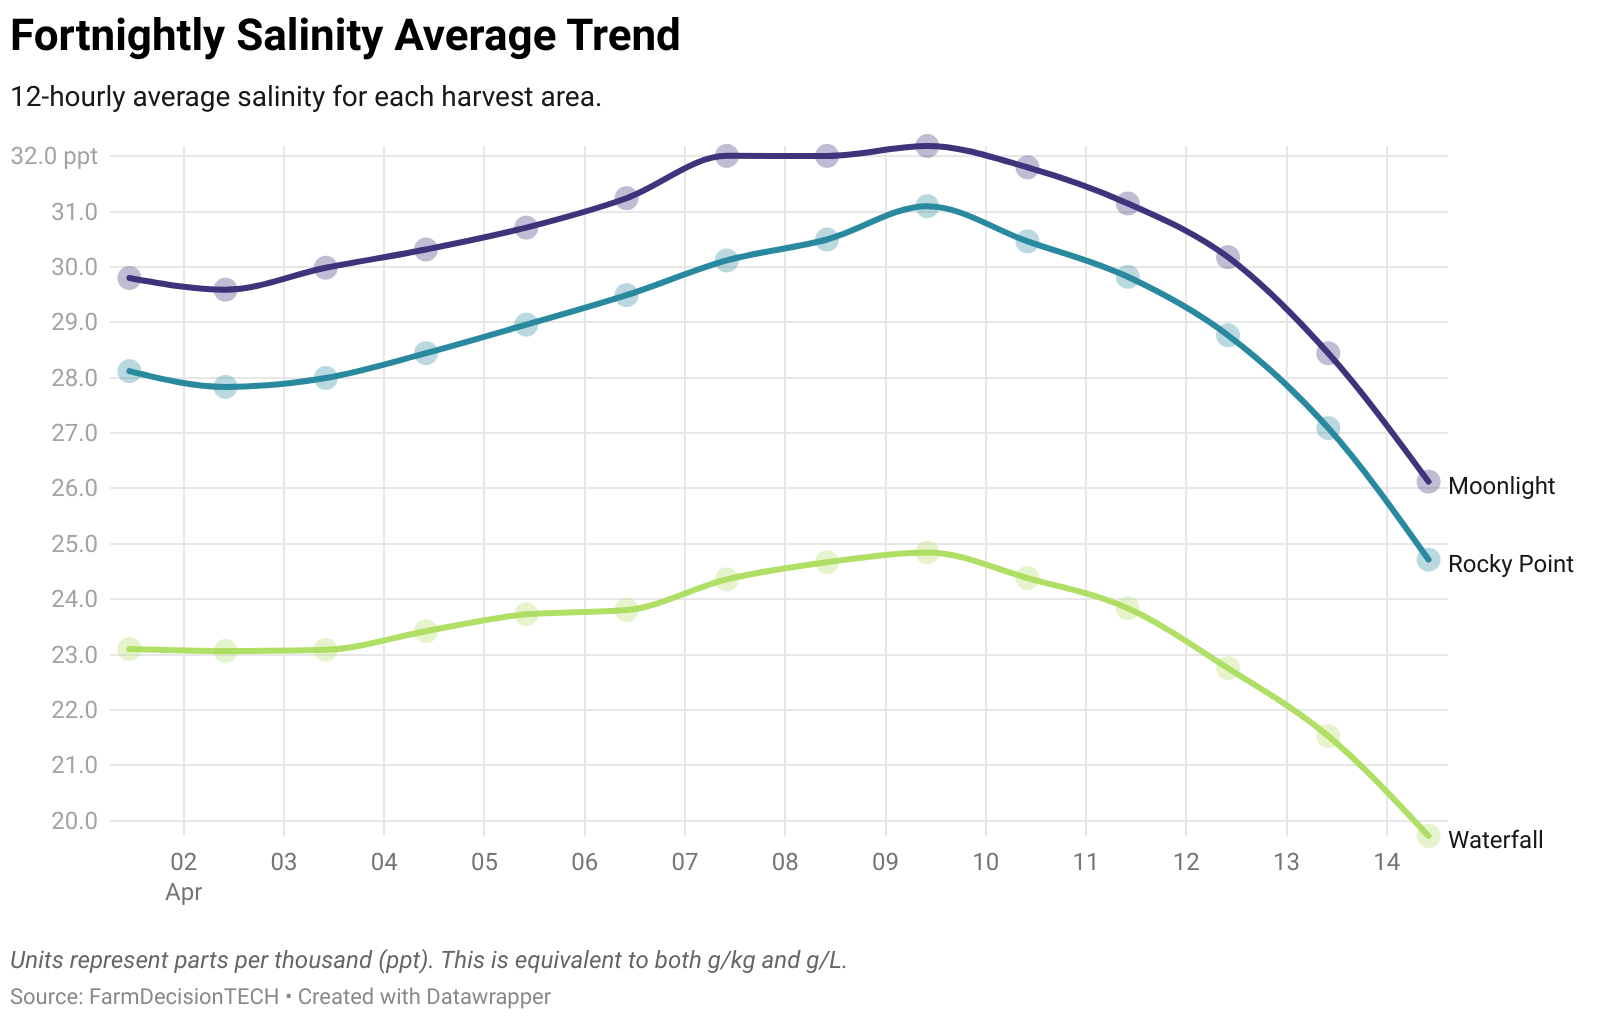 Fortnightly Salinity Average Trend
12-hourly average salinity for each harvest area.
32.0 ppt
31.0
30.0
29.0
28.0
27.0
26.0
25.0
24.0
23.0
22.0
21.0
20.0
Moonlight
Rocky Point
Waterfall
02 03 04 05 06 07 08 09 10 11 12 13 14
Apr
Units represent parts per thousand (ppt). This is equivalent to both g/kg and g/L.
Source: FarmDecisionTECH • Created with Datawrapper